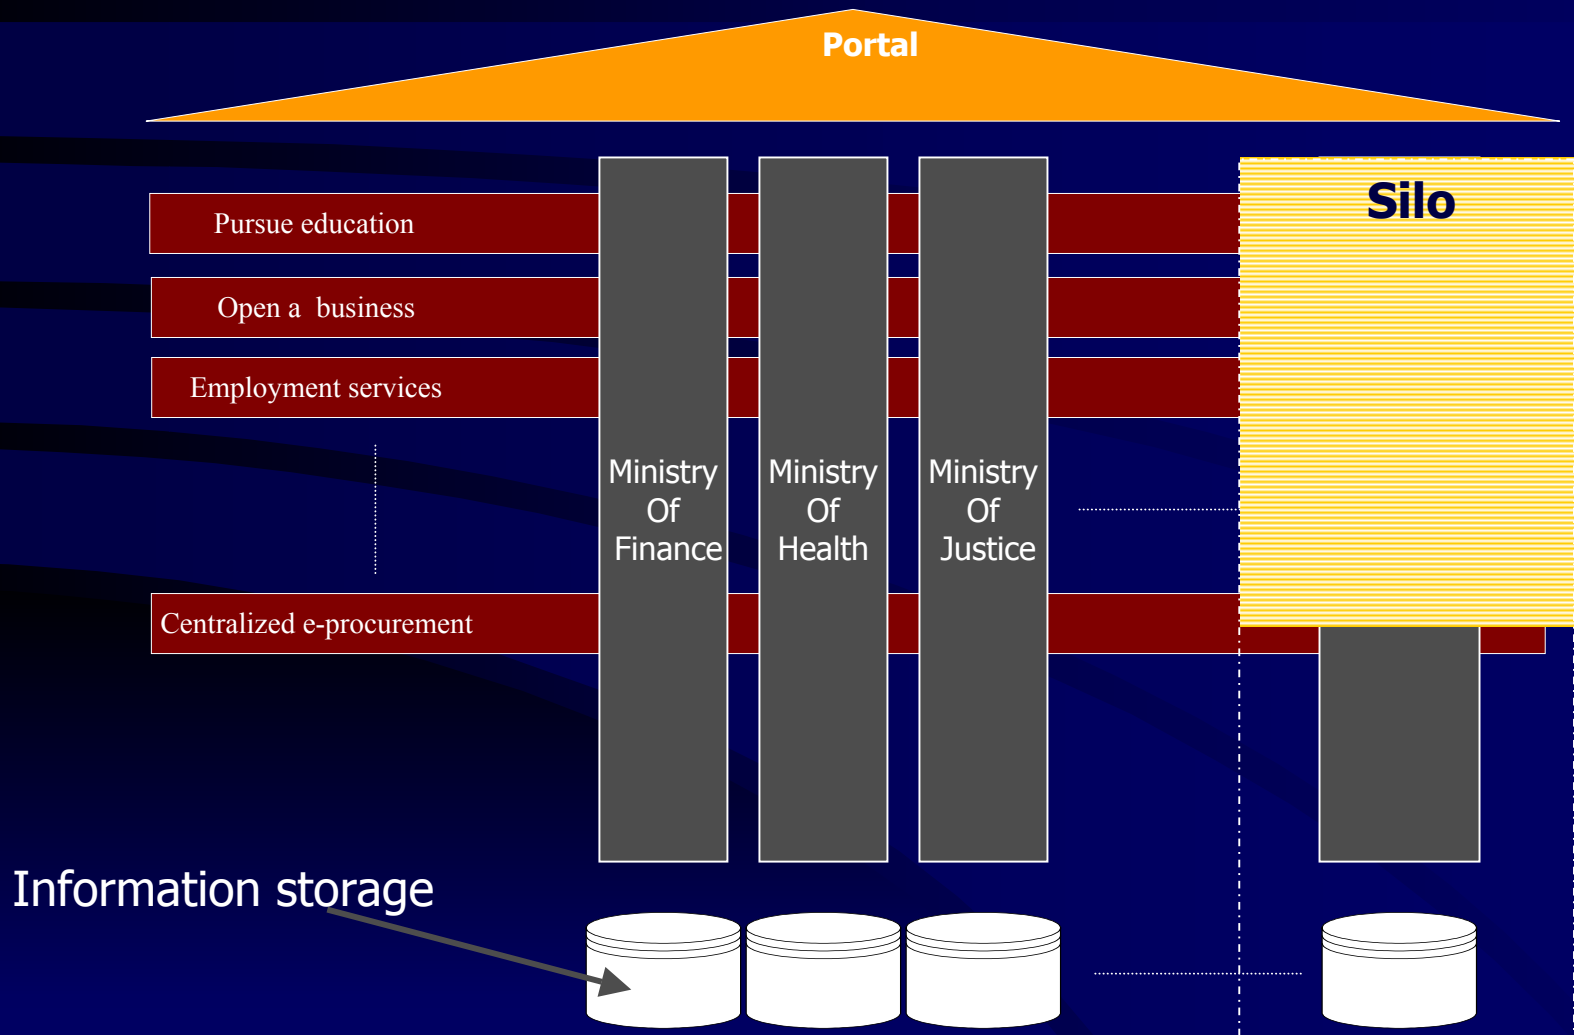 Portal
Silo
Pursue education
Open a  business
Employment services
Ministry
Of
Finance
Ministry
Of
Health
Ministry
Of
Justice
Centralized e-procurement
Information storage